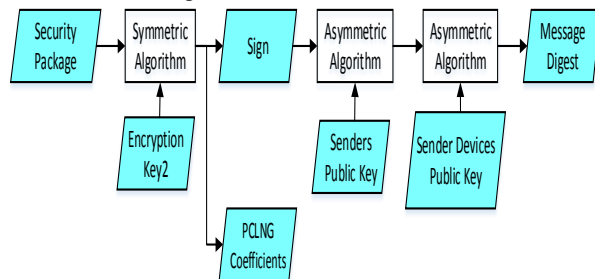 Security
Package
Symmetric
Algorithm
Sign
Asymmetric
Algorithm
Asymmetric
Algorithm
Message
Digest
Encryption
Key2
Senders
Public Key
Sender Devices
Public Key
PCLNG
Coefficients